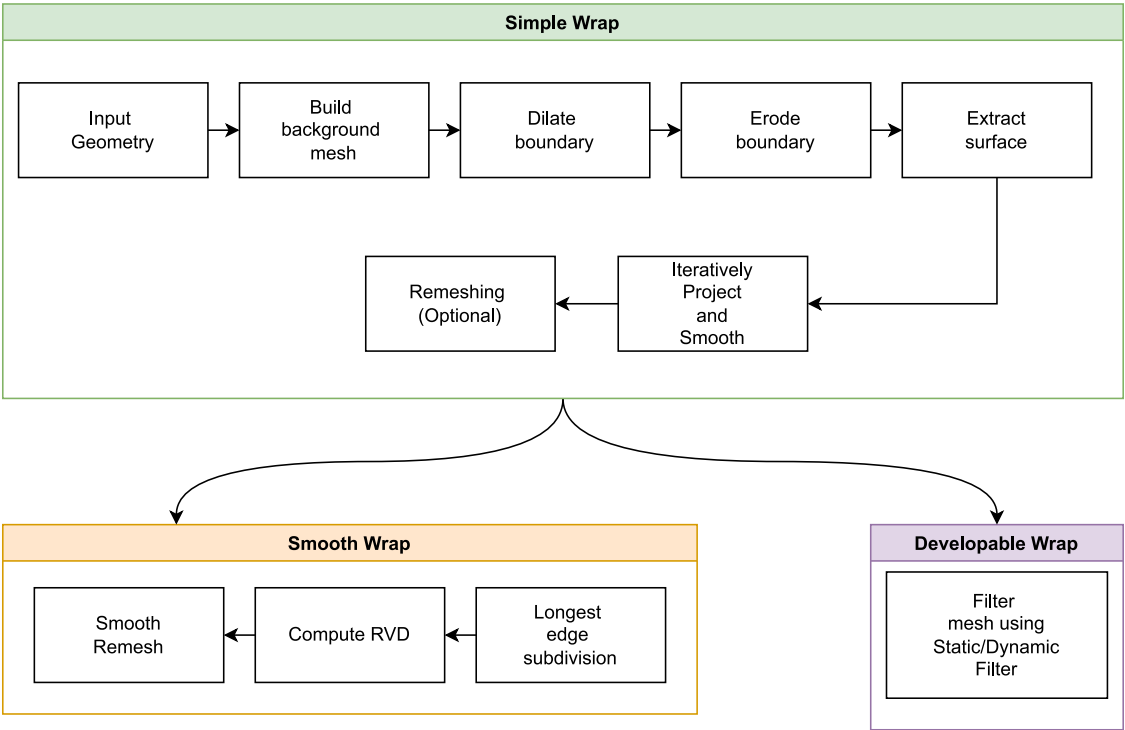 Simple Wrap
Input
Geometry
Build
background
mesh
Dilate
boundary
Erode
boundary
Extract
surface
Remeshing
(Optional)
Iteratively
Project
and
Smooth
Smooth Wrap
Smooth
Remesh
Compute RVD
Longest
edge
subdivision
Developable Wrap
Filter
mesh using
Static/Dynamic
Filter